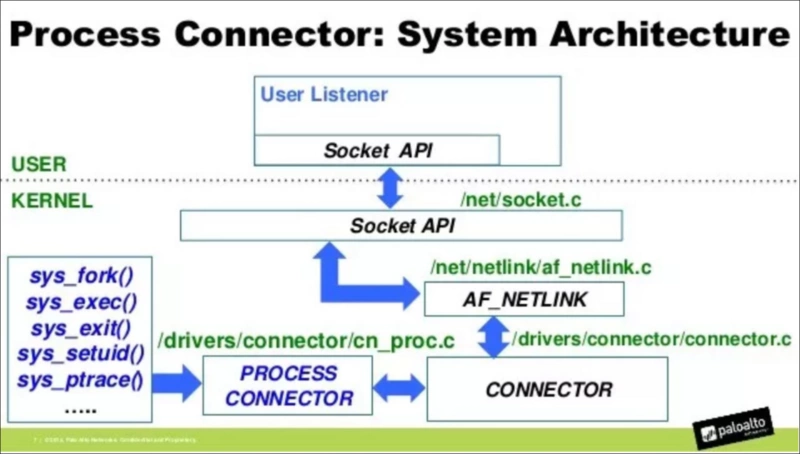 Process Connector: System Architecture
User Listener
Socket API
USER
KERNEL
/net/socket.c
Socket API
/net/netlink/af_netlink.c
AF_NETLINK
sys_fork()
sys_exec()
sys_exit()
sys_setuid()
sys_ptrace()
.....
/drivers/connector/cn_proc.c
/drivers/connector/connector.c
PROCESS
CONNECTOR
CONNECTOR
7 |
Palo Alto Networks. Confidential and Proprietary.
paloalto